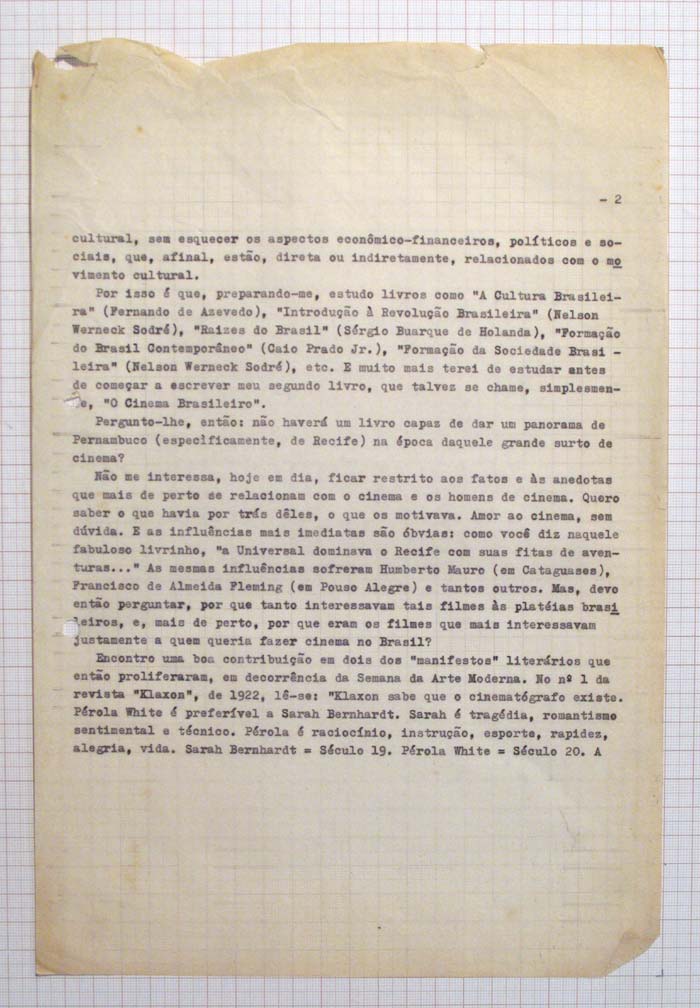 - 2
cultural, sem esquecer os aspectos econômico-financeiros, políticos e so-
ciais, que, afinal, estão, direta ou indiretamente, relacionados com o mo
vimento cultural.
Por isso é que, preparando-me, estudo livros como "A Cultura Brasilei-
ra" (Fernando de Azevedo), "Introdução à Revolução Brasileira" (Nelson
Werneck Sodré), "Raizes do Brasil" (Sérgio Buarque de Holanda), "Formação
do Brasil Contemporâneo" (Caio Prado Jr.), "Formação da Sociedade Brasi -
leira" (Nelson Werneck Sodré), etc. E muito mais terei de estudar antes
de começar a escrever meu segundo livro, que talvez se chame, simplesmen-
e, "O Cinema Brasileiro".
Pergunto-lhe, então: não haverá um livro capaz de dar um panorama de
Pernambuco (especìficamente, de Recife) na época daquele grande surto de
cinema?
Não me interessa, hoje em dia, ficar restrito aos fatos e às anedotas
que mais de perto se relacionam com o cinema e os homens de cinema. Quero
saber o que havia por trás dêles, o que os motivava. Amor ao cinema, sem
dúvida. E as influências mais imediatas são óbvias: como você diz naquele
fabuloso livrinho, "a Universal dominava o Recife com suas fitas de aven-
turas..." As mesmas influências sofreram Humberto Mauro (em Cataguases),
Francisco de Almeida Fleming (em Pouso Alegre) e tantos outros. Mas, devo
então perguntar, por que tanto interessavam tais filmes às platéias brasi
leiros, e, mais de perto, por que eram os filmes que mais interessavam
justamente a quem queria fazer cinema no Brasil?
Encontro uma boa contribuição em dois dos "manifestos" literários que
então proliferaram, em decorrência da Semana da Arte Moderna. No nº 1 da
revista "Klaxon", de 1922, lê-se: "Klaxon sabe que o cinematógrafo existe.
Pérola White é preferível a Sarah Bernhardt. Sarah é tragédia, romantismo
sentimental e técnico. Pérola é raciocínio, instrução, esporte, rapidez,
alegria, vida. Sarah Bernhardt = Século 19. Pérola White = Século 20. A